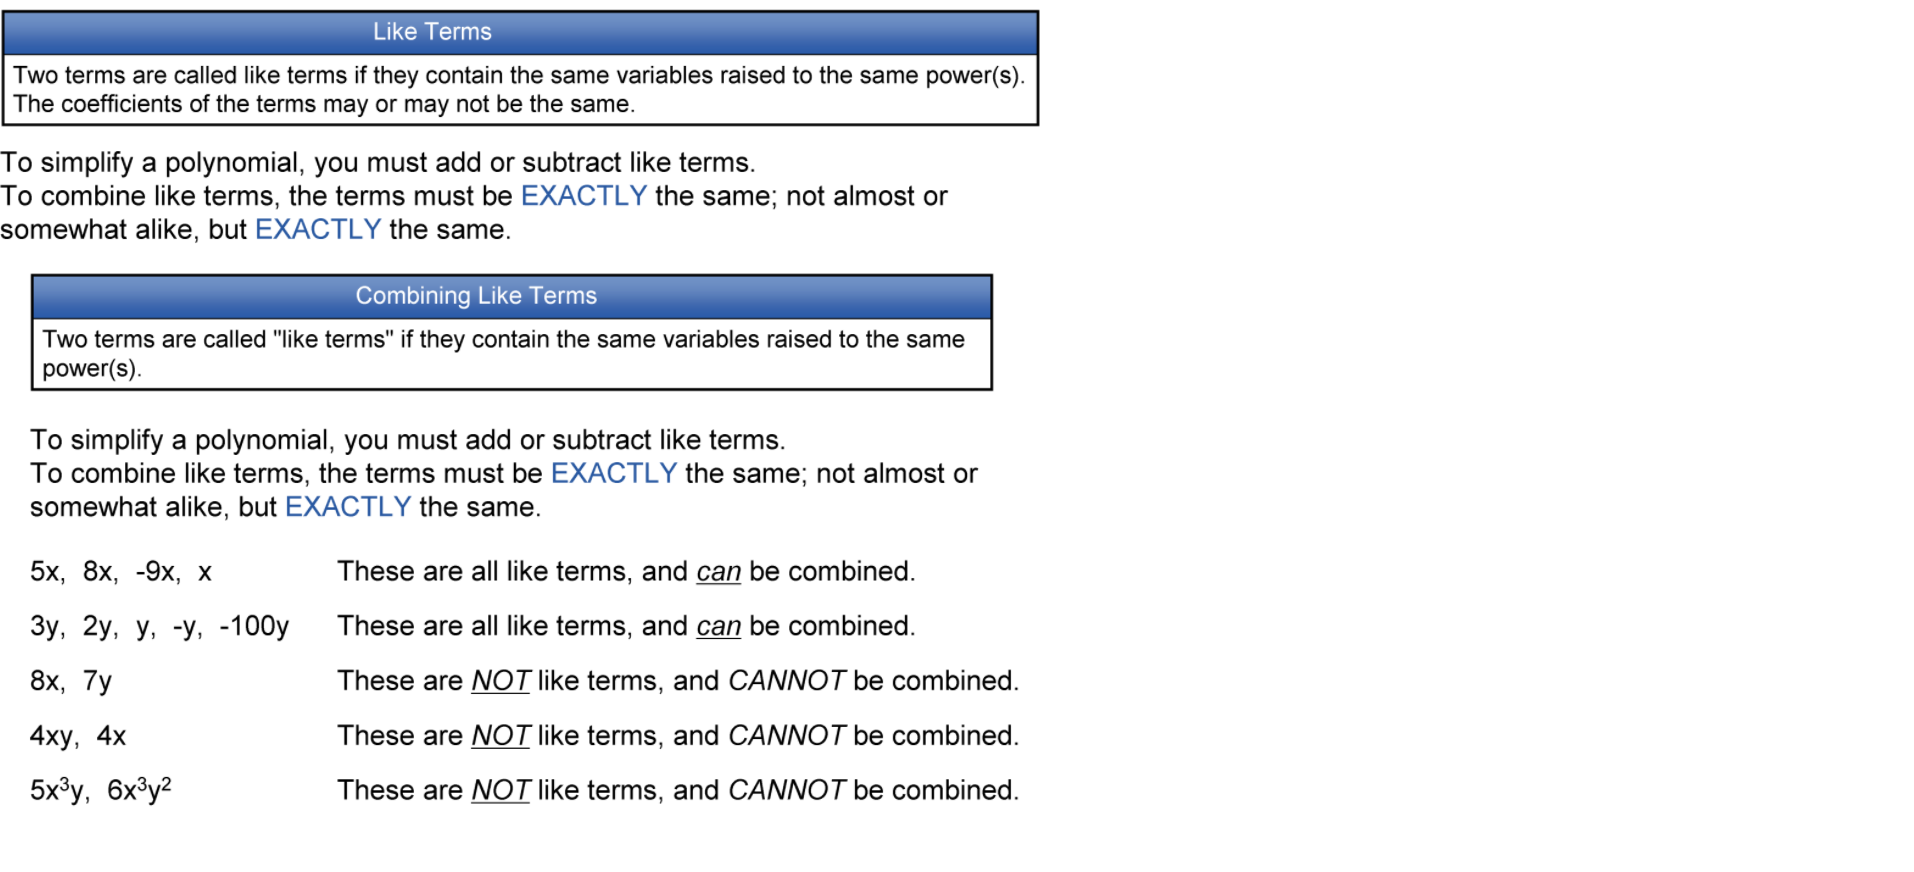 Like Terms
Two terms are called like terms if they contain the same variables raised to the same power(s).
The coefficients of the terms may or may not be the same.
To simplify a polynomial, you must add or subtract like terms.
To combine like terms, the terms must be EXACTLY the same; not almost or
somewhat alike, but EXACTLY the same.
Combining Like Terms
Two terms are called "like terms" if they contain the same variables raised to the same
power(s).
To simplify a polynomial, you must add or subtract like terms.
To combine like terms, the terms must be EXACTLY the same; not almost or
somewhat alike, but EXACTLY the same.
5x, 8x, -9x, x These are all like terms, and can be combined.
3y, 2y, y, -y, -100y These are all like terms, and can be combined.
8x, 7y These are NOT like terms, and CANNOT be combined.
4xy, 4x These are NOT like terms, and CANNOT be combined.
5x³y, 6x³y² These are NOT like terms, and CANNOT be combined.